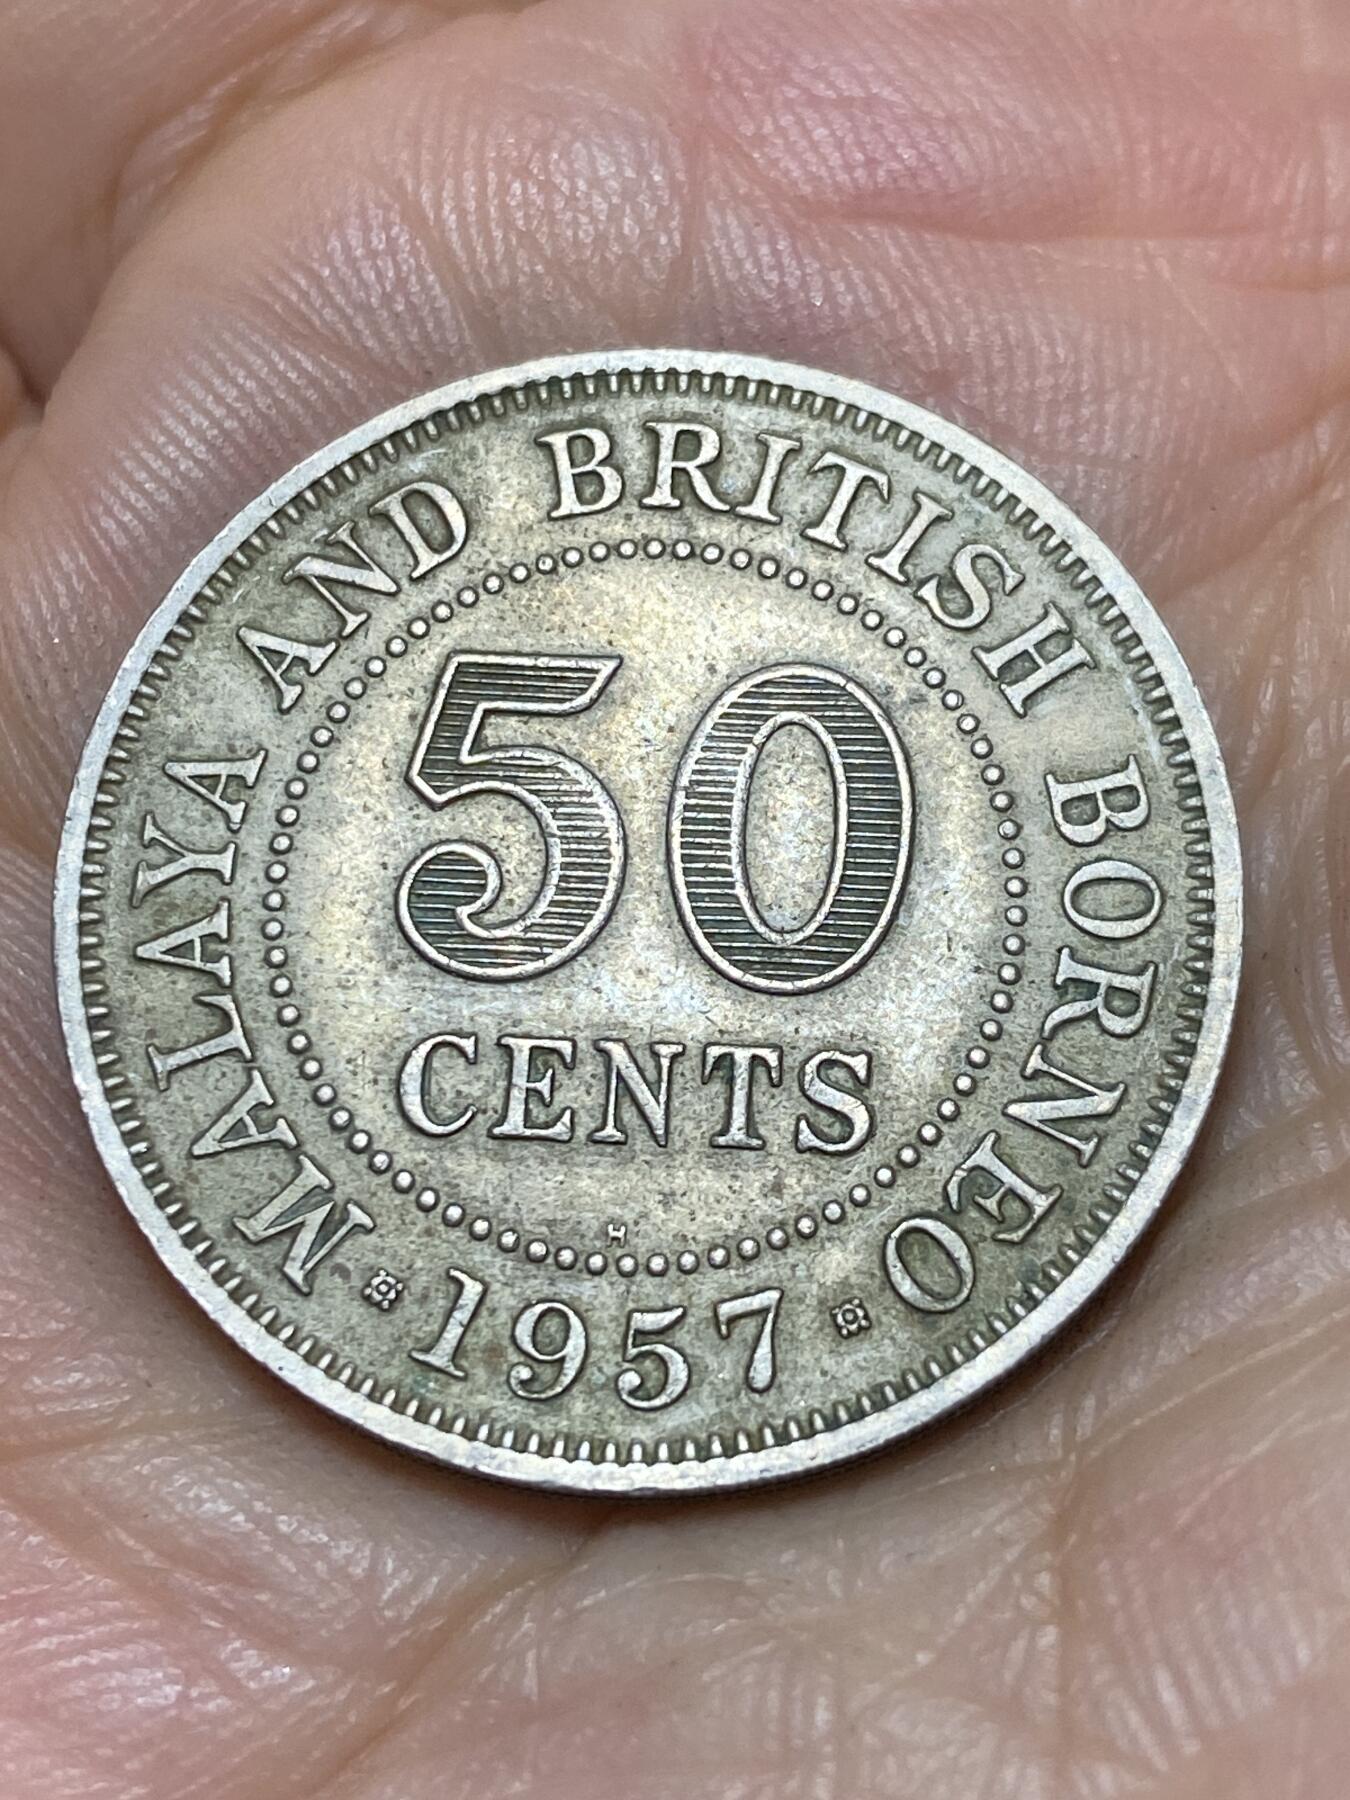 MALAYA AND BRITISH BORNEO
50
CENTS
H
1957